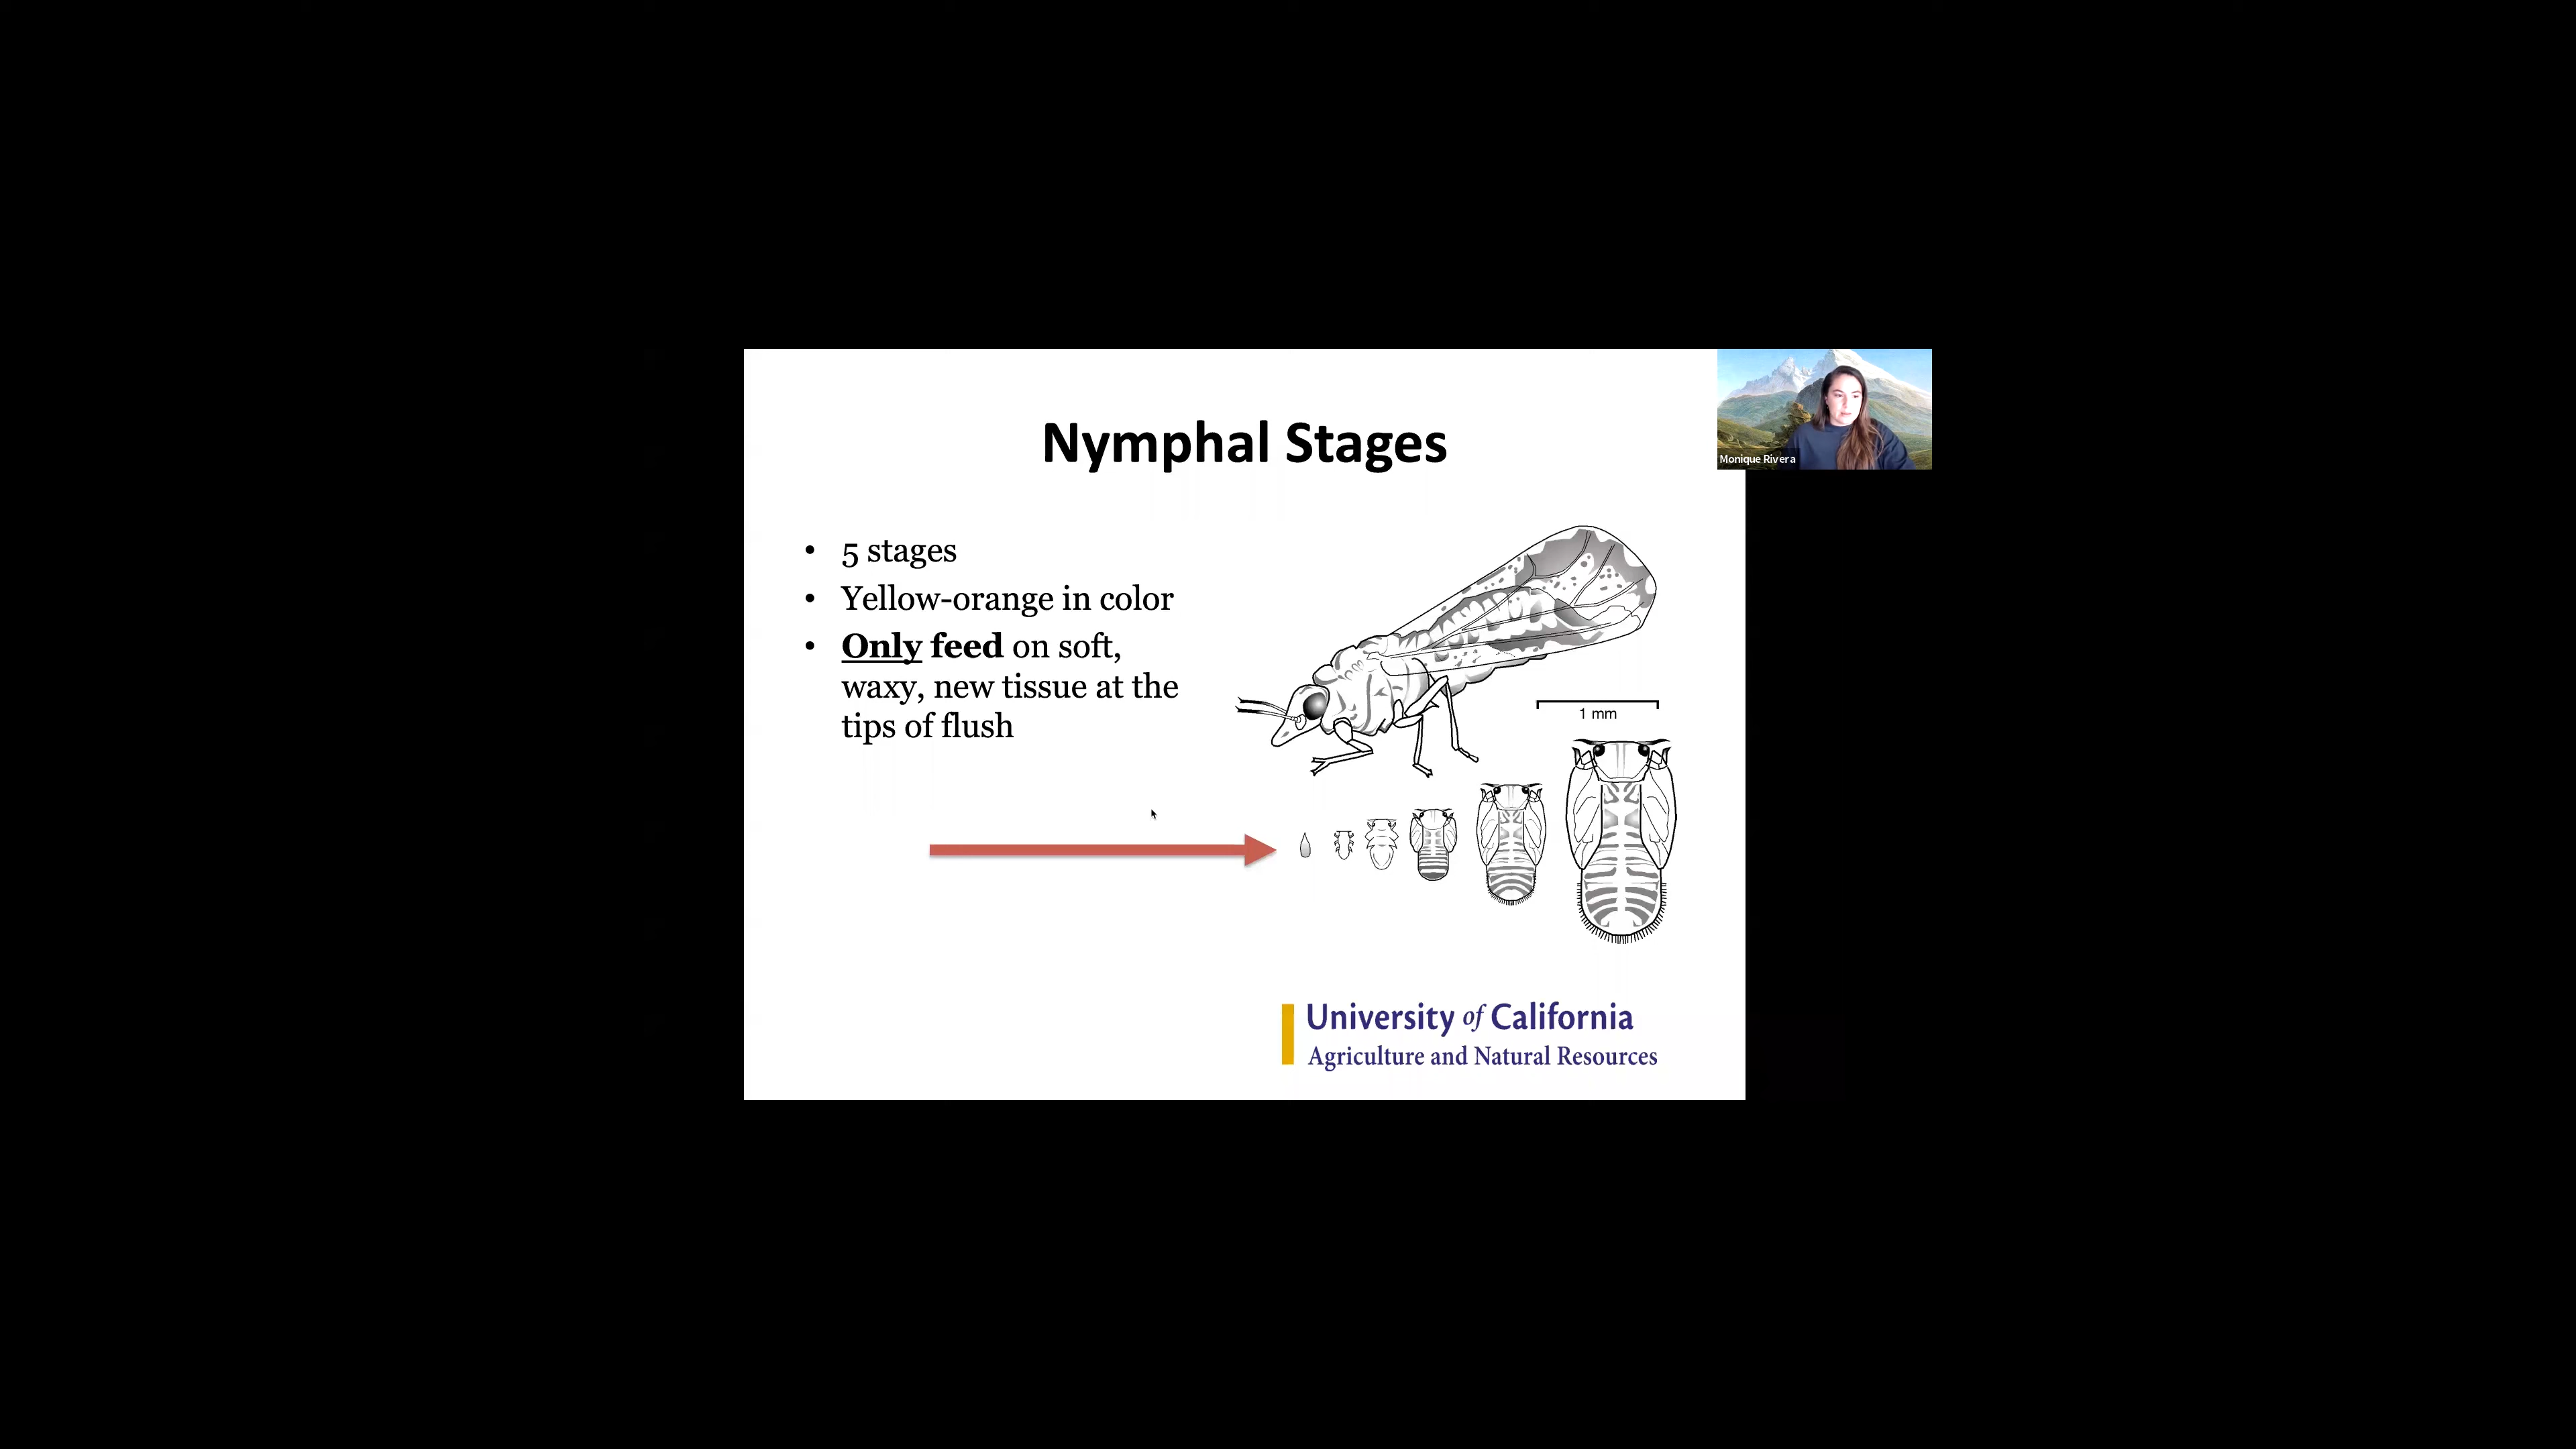 Nymphal Stages
Monique Rivera
• 5 stages
• Yellow-orange in color
• Only feed on soft,
waxy, new tissue at the
tips of flush
1 mm
University of California
Agriculture and Natural Resources